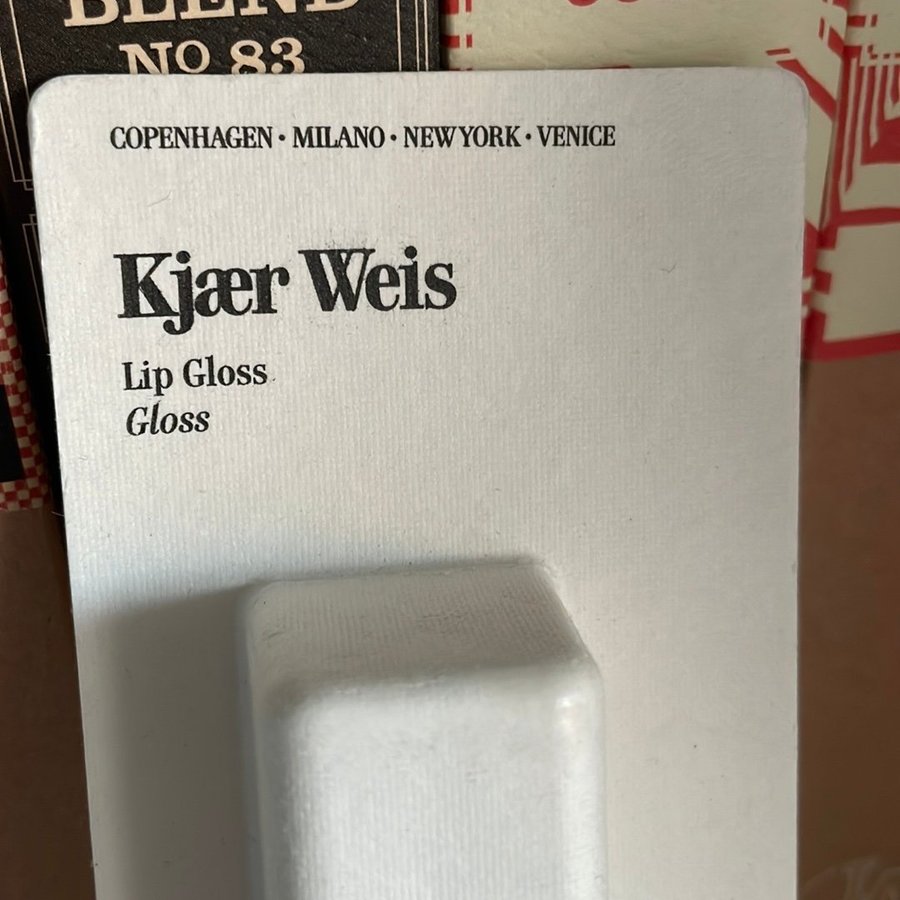 BLEND
NO 83
COPENHAGEN · MILANO · NEW YORK · VENICE
Kjær Weis
Lip Gloss
Gloss